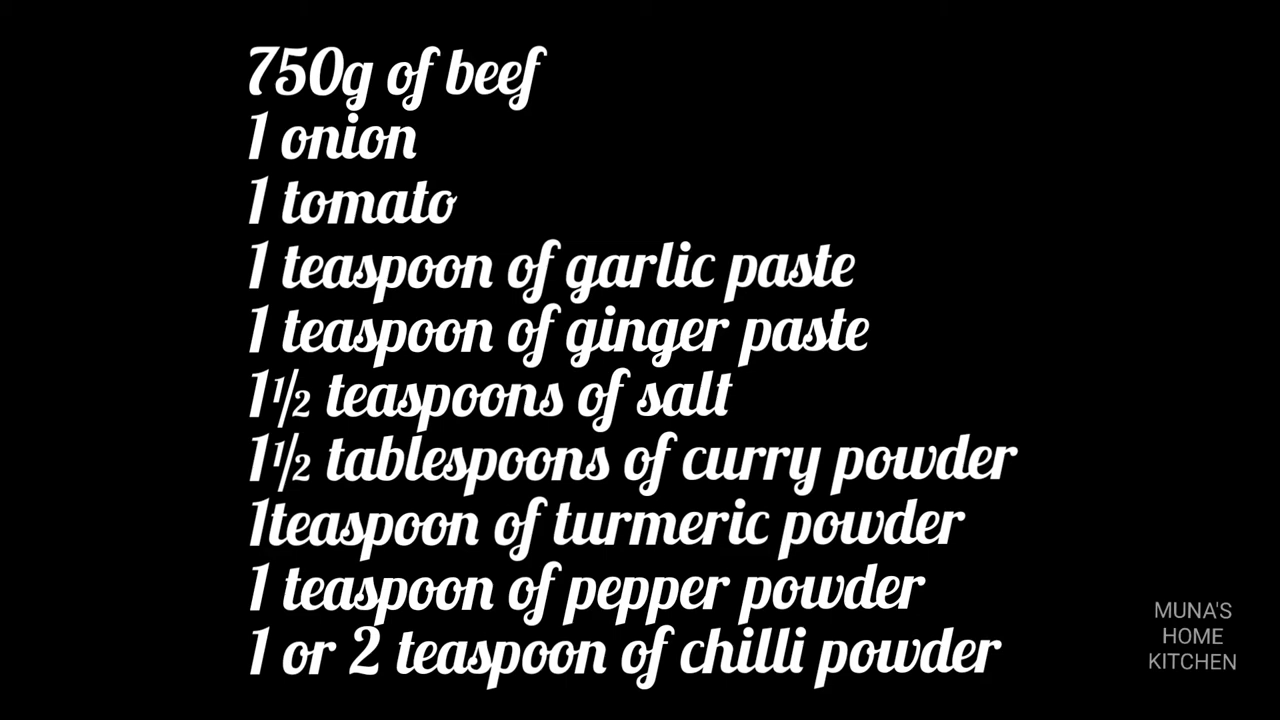 750g of beef
1 onion
1 tomato
1 teaspoon of garlic paste
1 teaspoon of ginger paste
1½ teaspoons of salt
1½ tablespoons of curry powder
1teaspoon of turmeric powder
1 teaspoon of pepper powder
1 or 2 teaspoon of chilli powder
MUNA'S
HOME
KITCHEN